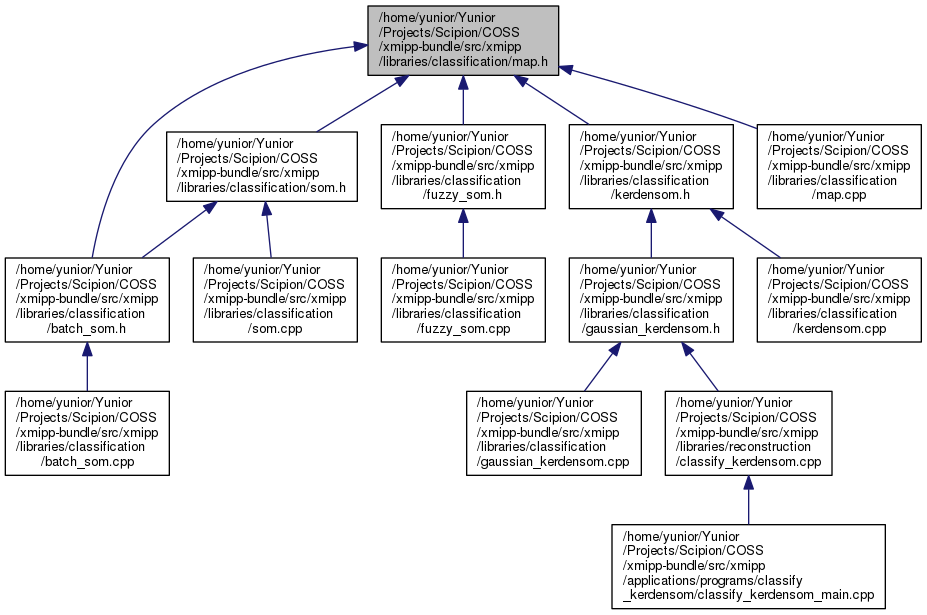 /home/yunior/Yunior
/Projects/Scipion/COSS
/xmipp-bundle/src/xmipp
/libraries/classification/map.h
/home/yunior/Yunior
/Projects/Scipion/COSS
/xmipp-bundle/src/xmipp
/libraries/classification/som.h
/home/yunior/Yunior
/Projects/Scipion/COSS
/xmipp-bundle/src/xmipp
/libraries/classification
/fuzzy_som.h
/home/yunior/Yunior
/Projects/Scipion/COSS
/xmipp-bundle/src/xmipp
/libraries/classification
/kerdensom.h
/home/yunior/Yunior
/Projects/Scipion/COSS
/xmipp-bundle/src/xmipp
/libraries/classification
/map.cpp
/home/yunior/Yunior
/Projects/Scipion/COSS
/xmipp-bundle/src/xmipp
/libraries/classification
/batch_som.h
/home/yunior/Yunior
/Projects/Scipion/COSS
/xmipp-bundle/src/xmipp
/libraries/classification
/som.cpp
/home/yunior/Yunior
/Projects/Scipion/COSS
/xmipp-bundle/src/xmipp
/libraries/classification
/fuzzy_som.cpp
/home/yunior/Yunior
/Projects/Scipion/COSS
/xmipp-bundle/src/xmipp
/libraries/classification
/gaussian_kerdensom.h
/home/yunior/Yunior
/Projects/Scipion/COSS
/xmipp-bundle/src/xmipp
/libraries/classification
/kerdensom.cpp
/home/yunior/Yunior
/Projects/Scipion/COSS
/xmipp-bundle/src/xmipp
/libraries/classification
/batch_som.cpp
/home/yunior/Yunior
/Projects/Scipion/COSS
/xmipp-bundle/src/xmipp
/libraries/classification
/gaussian_kerdensom.cpp
/home/yunior/Yunior
/Projects/Scipion/COSS
/xmipp-bundle/src/xmipp
/libraries/reconstruction
/classify_kerdensom.cpp
/home/yunior/Yunior
/Projects/Scipion/COSS
/xmipp-bundle/src/xmipp
/applications/programs/classify
_kerdensom/classify_kerdensom_main.cpp